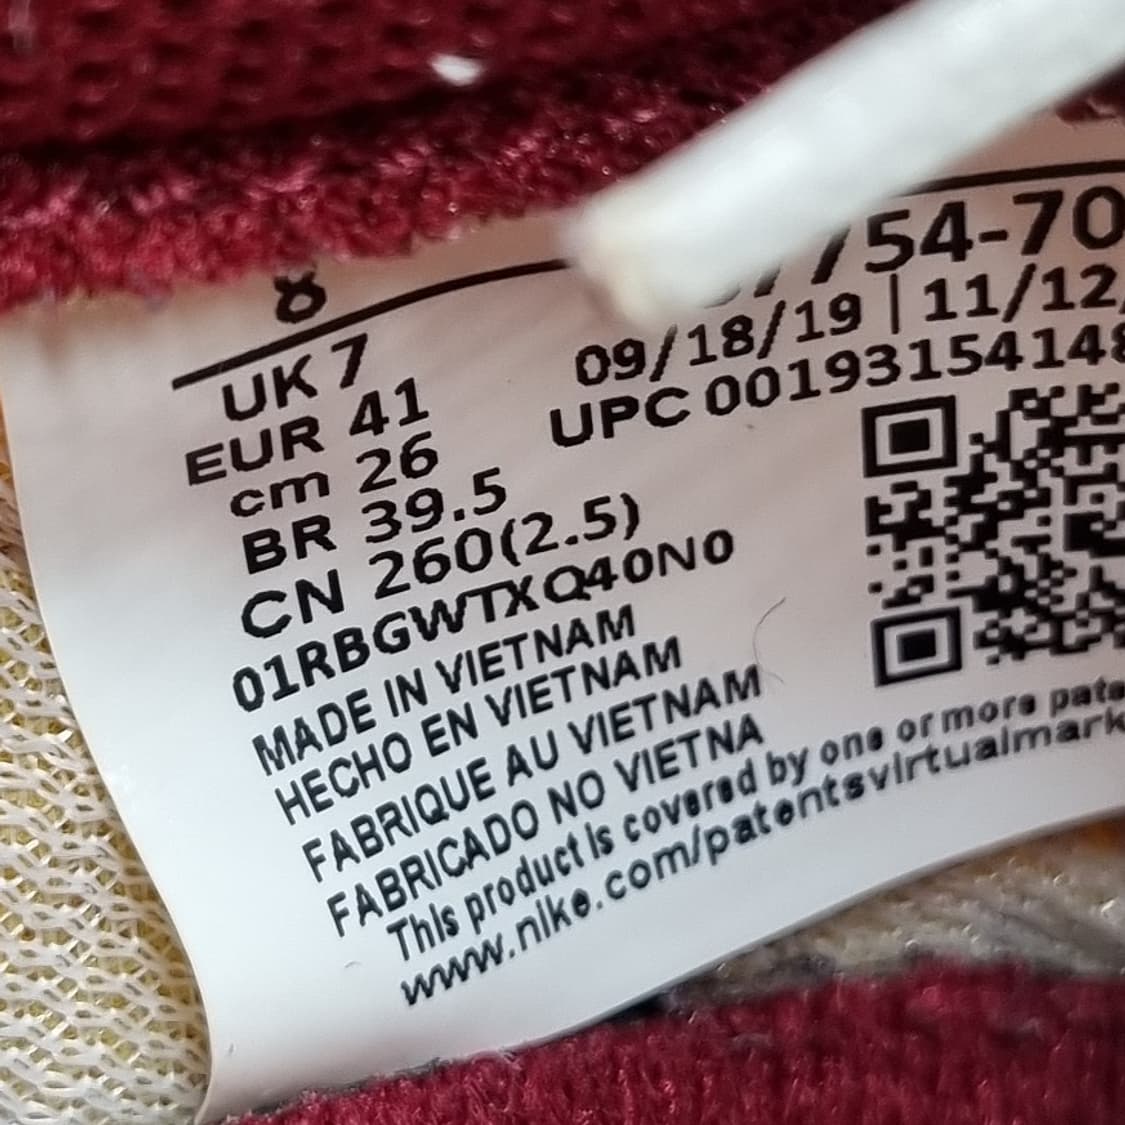 8
754-70
UK 7
09/18/19 | 11/12/
EUR 41
UPC 0019315414
cm 26
BR 39.5
CN 260(2.5)
01RBGWTXQ40N0
MADE IN VIETNAM
HECHO EN VIETNAM
FABRIQUE AU VIETNAM
FABRICADO NO VIETNA
This product is covered by one or more pate
www.nike.com/patentsvirtualmark